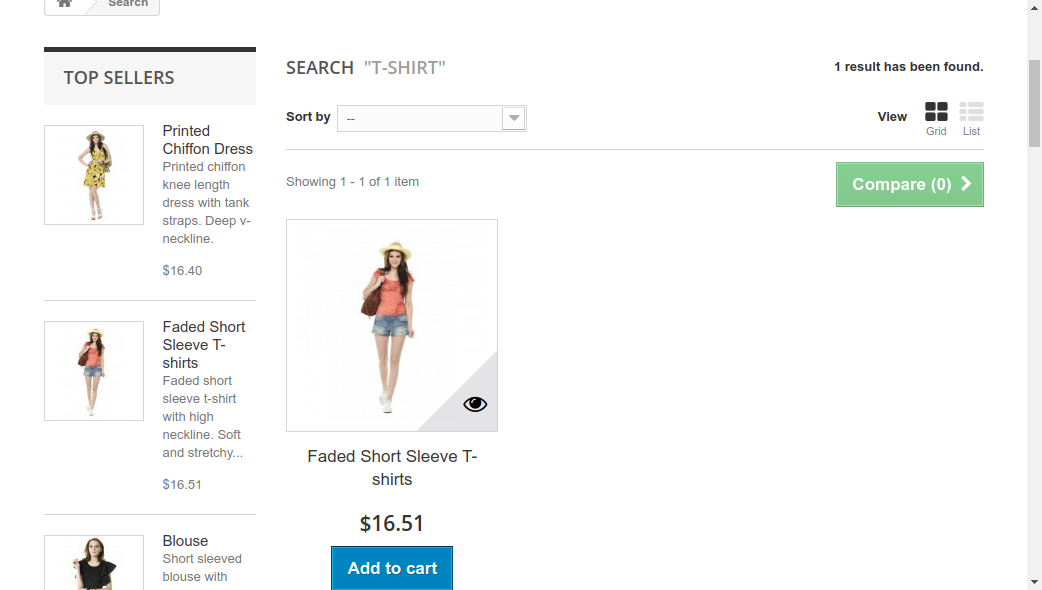 Search
TOP SELLERS
Printed
Chiffon Dress
Printed chiffon
knee length
dress with tank
straps. Deep v-
neckline.
$16.40
Faded Short
Sleeve T-
shirts
Faded short
sleeve t-shirt
with high
neckline. Soft
and stretchy...
$16.51
Blouse
Short sleeved
blouse with
SEARCH "T-SHIRT"
1 result has been found.
Sort by --
View
Grid
List
Showing 1 - 1 of 1 item
Compare (0)
Faded Short Sleeve T-
shirts
$16.51
Add to cart